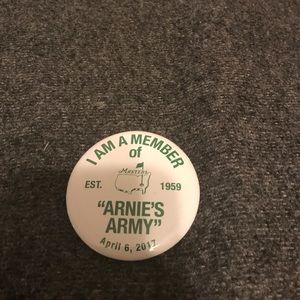 I AM A MEMBER
of
MASTERS
EST. 1959
"ARNIE'S
ARMY"
April 6, 2017